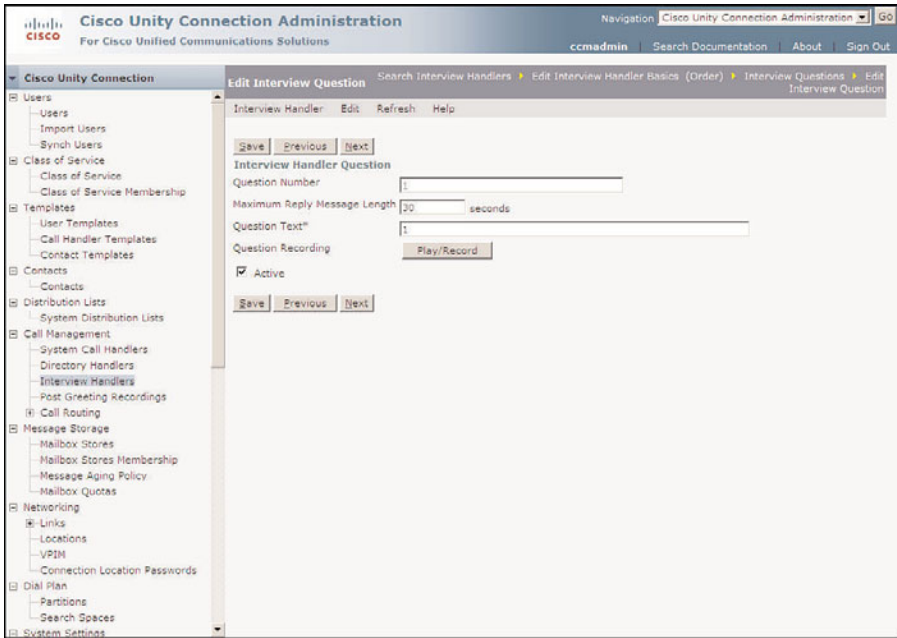 Cisco Unity Connection Administration
For Cisco Unified Communications Solutions
cisco
Navigation Cisco Unity Connection Administration Go
ccmadmin | Search Documentation | About | Sign Out
Cisco Unity Connection
Users
Users
Import Users
Synch Users
Class of Service
Class of Service
Class of Service Membership
Templates
User Templates
Call Handler Templates
Contact Templates
Contacts
Contacts
Distribution Lists
System Distribution Lists
Call Management
System Call Handlers
Directory Handlers
Interview Handlers
Post Greeting Recordings
Call Routing
Message Storage
Mailbox Stores
Mailbox Stores Membership
Message Aging Policy
Mailbox Quotas
Networking
Links
Locations
VPIM
Connection Location Passwords
Dial Plan
Partitions
Search Spaces
System Settings
Edit Interview Question
Search Interview Handlers Edit Interview Handler Basics (Order) Interview Questions Edit
Interview Question
Interview Handler Edit Refresh Help
Save Previous Next
Interview Handler Question
Question Number 1
Maximum Reply Message Length 30 seconds
Question Text* 1
Question Recording Play/Record
Active
Save Previous Next